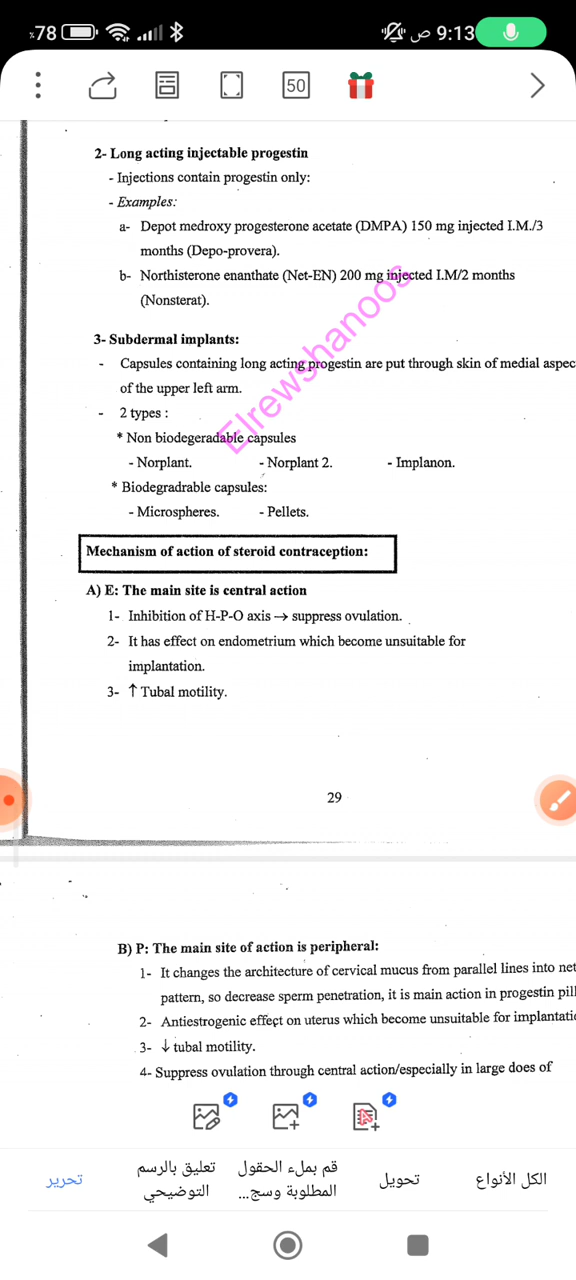 78% 9:13 ص
50
2- Long acting injectable progestin
- Injections contain progestin only:
- Examples:
a- Depot medroxy progesterone acetate (DMPA) 150 mg injected I.M./3
months (Depo-provera).
b- Northisterone enanthate (Net-EN) 200 mg injected I.M/2 months
(Nonsterat).
3- Subdermal implants:
- Capsules containing long acting progestin are put through skin of medial aspec
of the upper left arm.
- 2 types :
* Non biodegeradable capsules
- Norplant. - Norplant 2. - Implanon.
* Biodegradrable capsules:
- Microspheres. - Pellets.
Elrewshanoos
Mechanism of action of steroid contraception:
A) E: The main site is central action
1- Inhibition of H-P-O axis → suppress ovulation.
2- It has effect on endometrium which become unsuitable for
implantation.
3- ↑ Tubal motility.
29
B) P: The main site of action is peripheral:
1- It changes the architecture of cervical mucus from parallel lines into net
pattern, so decrease sperm penetration, it is main action in progestin pill
2- Antiestrogenic effect on uterus which become unsuitable for implantatio
3- ↓ tubal motility.
4- Suppress ovulation through central action/especially in large does of
الكل الأنواع
تحويل
قم بملء الحقول
المطلوبة وسج...
تعليق بالرسم
التوضيحي
تحرير